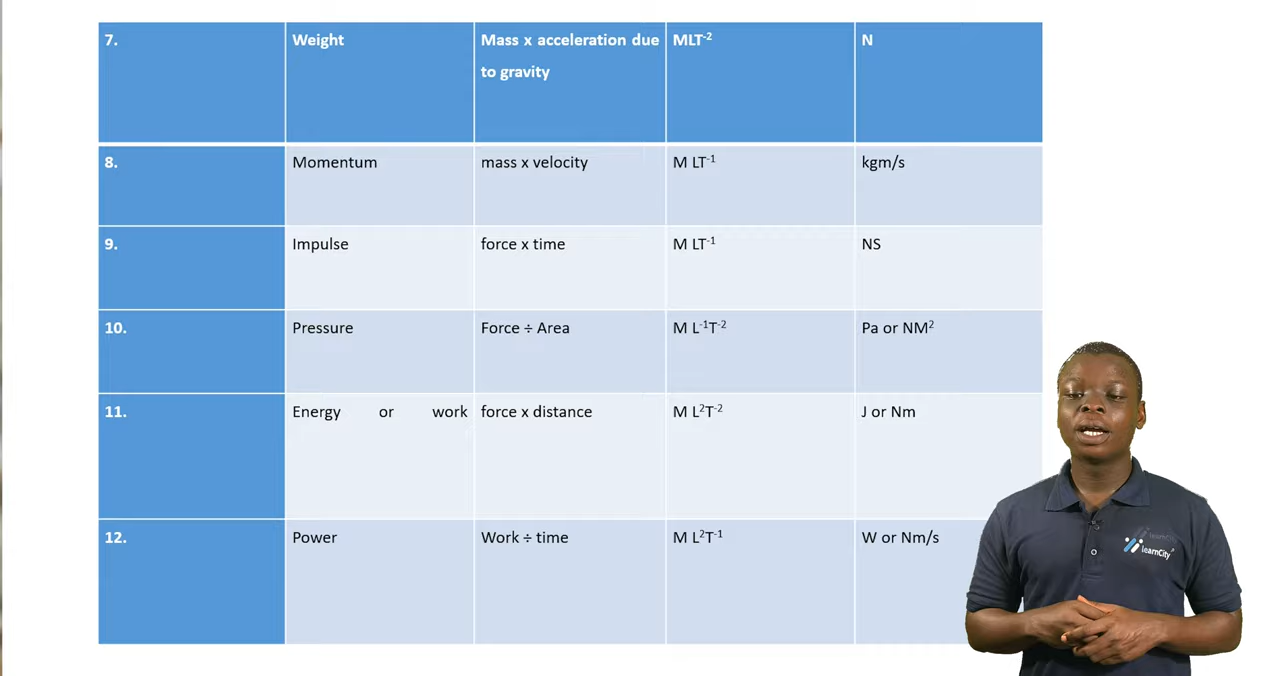 7. Weight Mass x acceleration due MLT⁻² N
to gravity
8. Momentum mass x velocity M LT⁻¹ kgm/s
9. Impulse force x time M LT⁻¹ NS
10. Pressure Force ÷ Area M L⁻¹T⁻² Pa or NM²
11. Energy or work force x distance M L²T⁻² J or Nm
12. Power Work ÷ time M L²T⁻¹ W or Nm/s
learnCity
learnCity